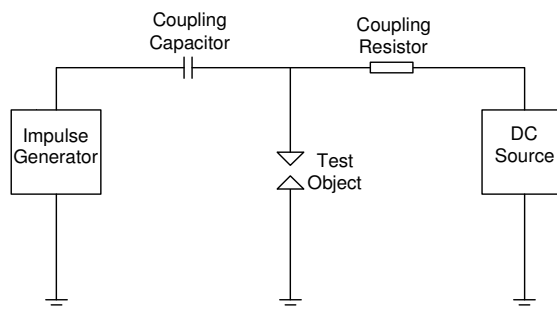 Coupling
Capacitor
Coupling
Resistor
Impulse
Generator
Test
Object
DC
Source